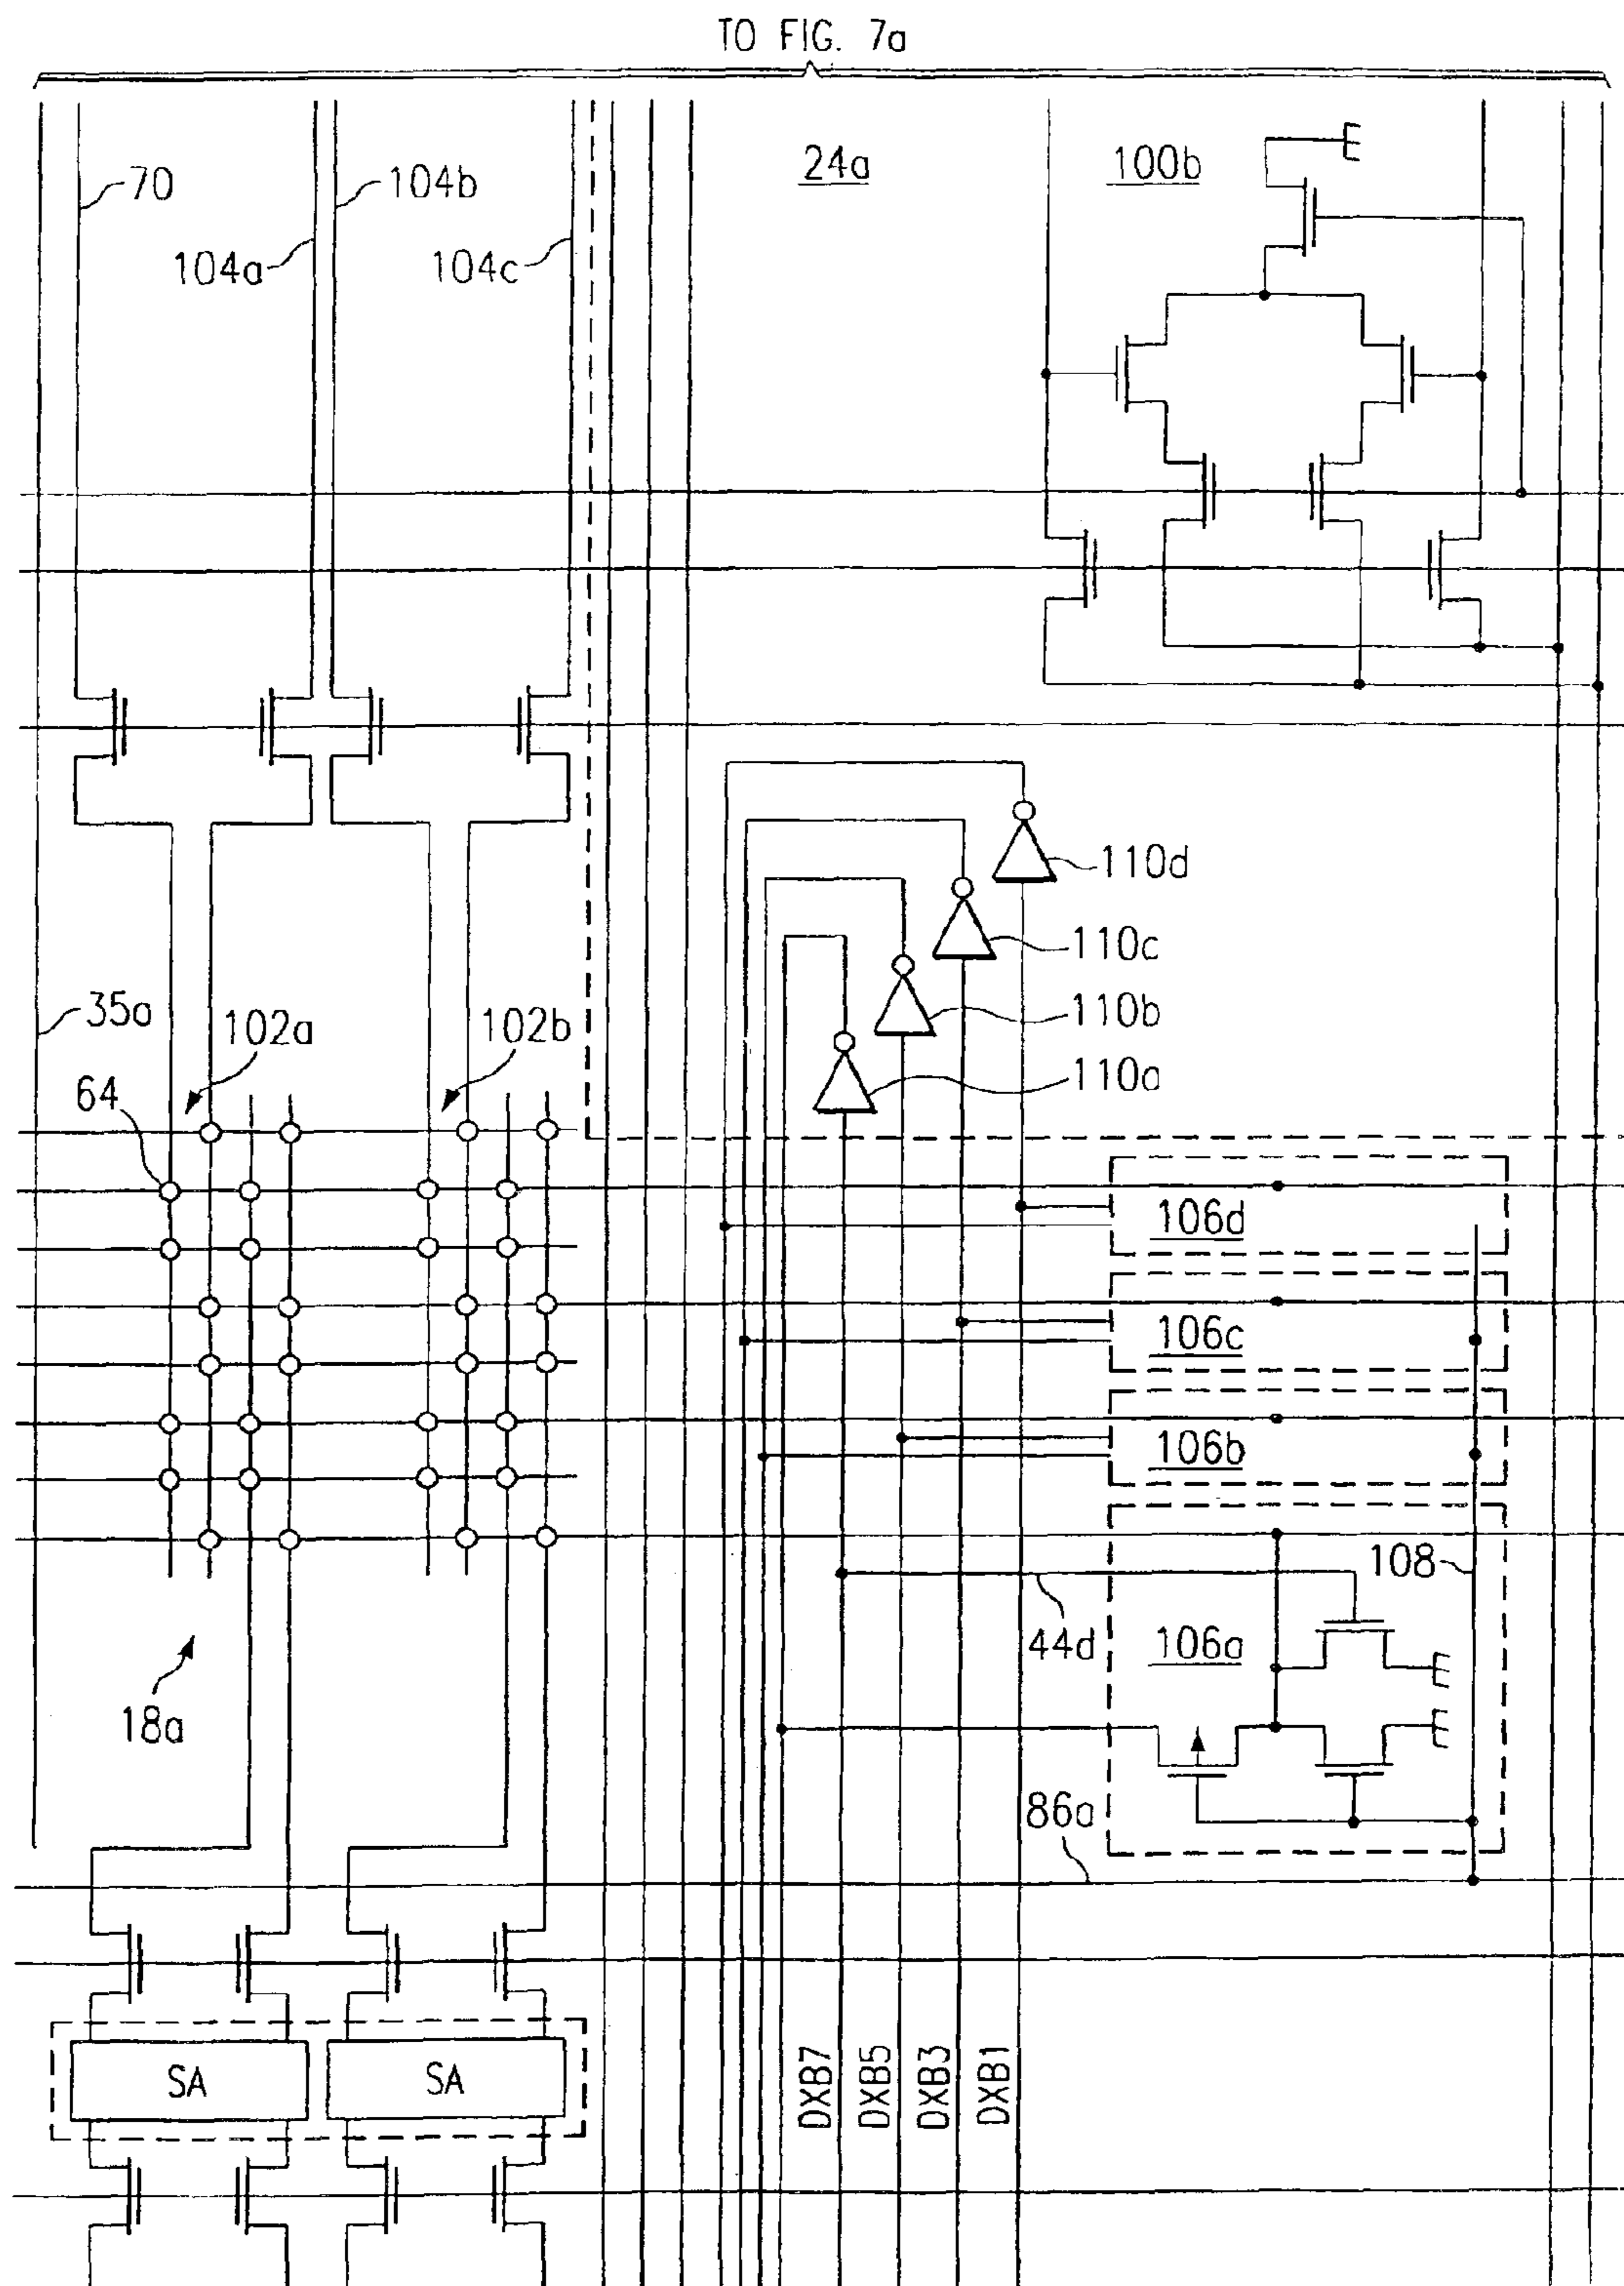 TO FIG. 7a
24a
100b
70
104b
104a
104c
110d
110c
110b
110a
35a
102a
102b
64
106d
106c
106b
108
44d
106a
18a
86a
SA
SA
DXB7
DXB5
DXB3
DXB1